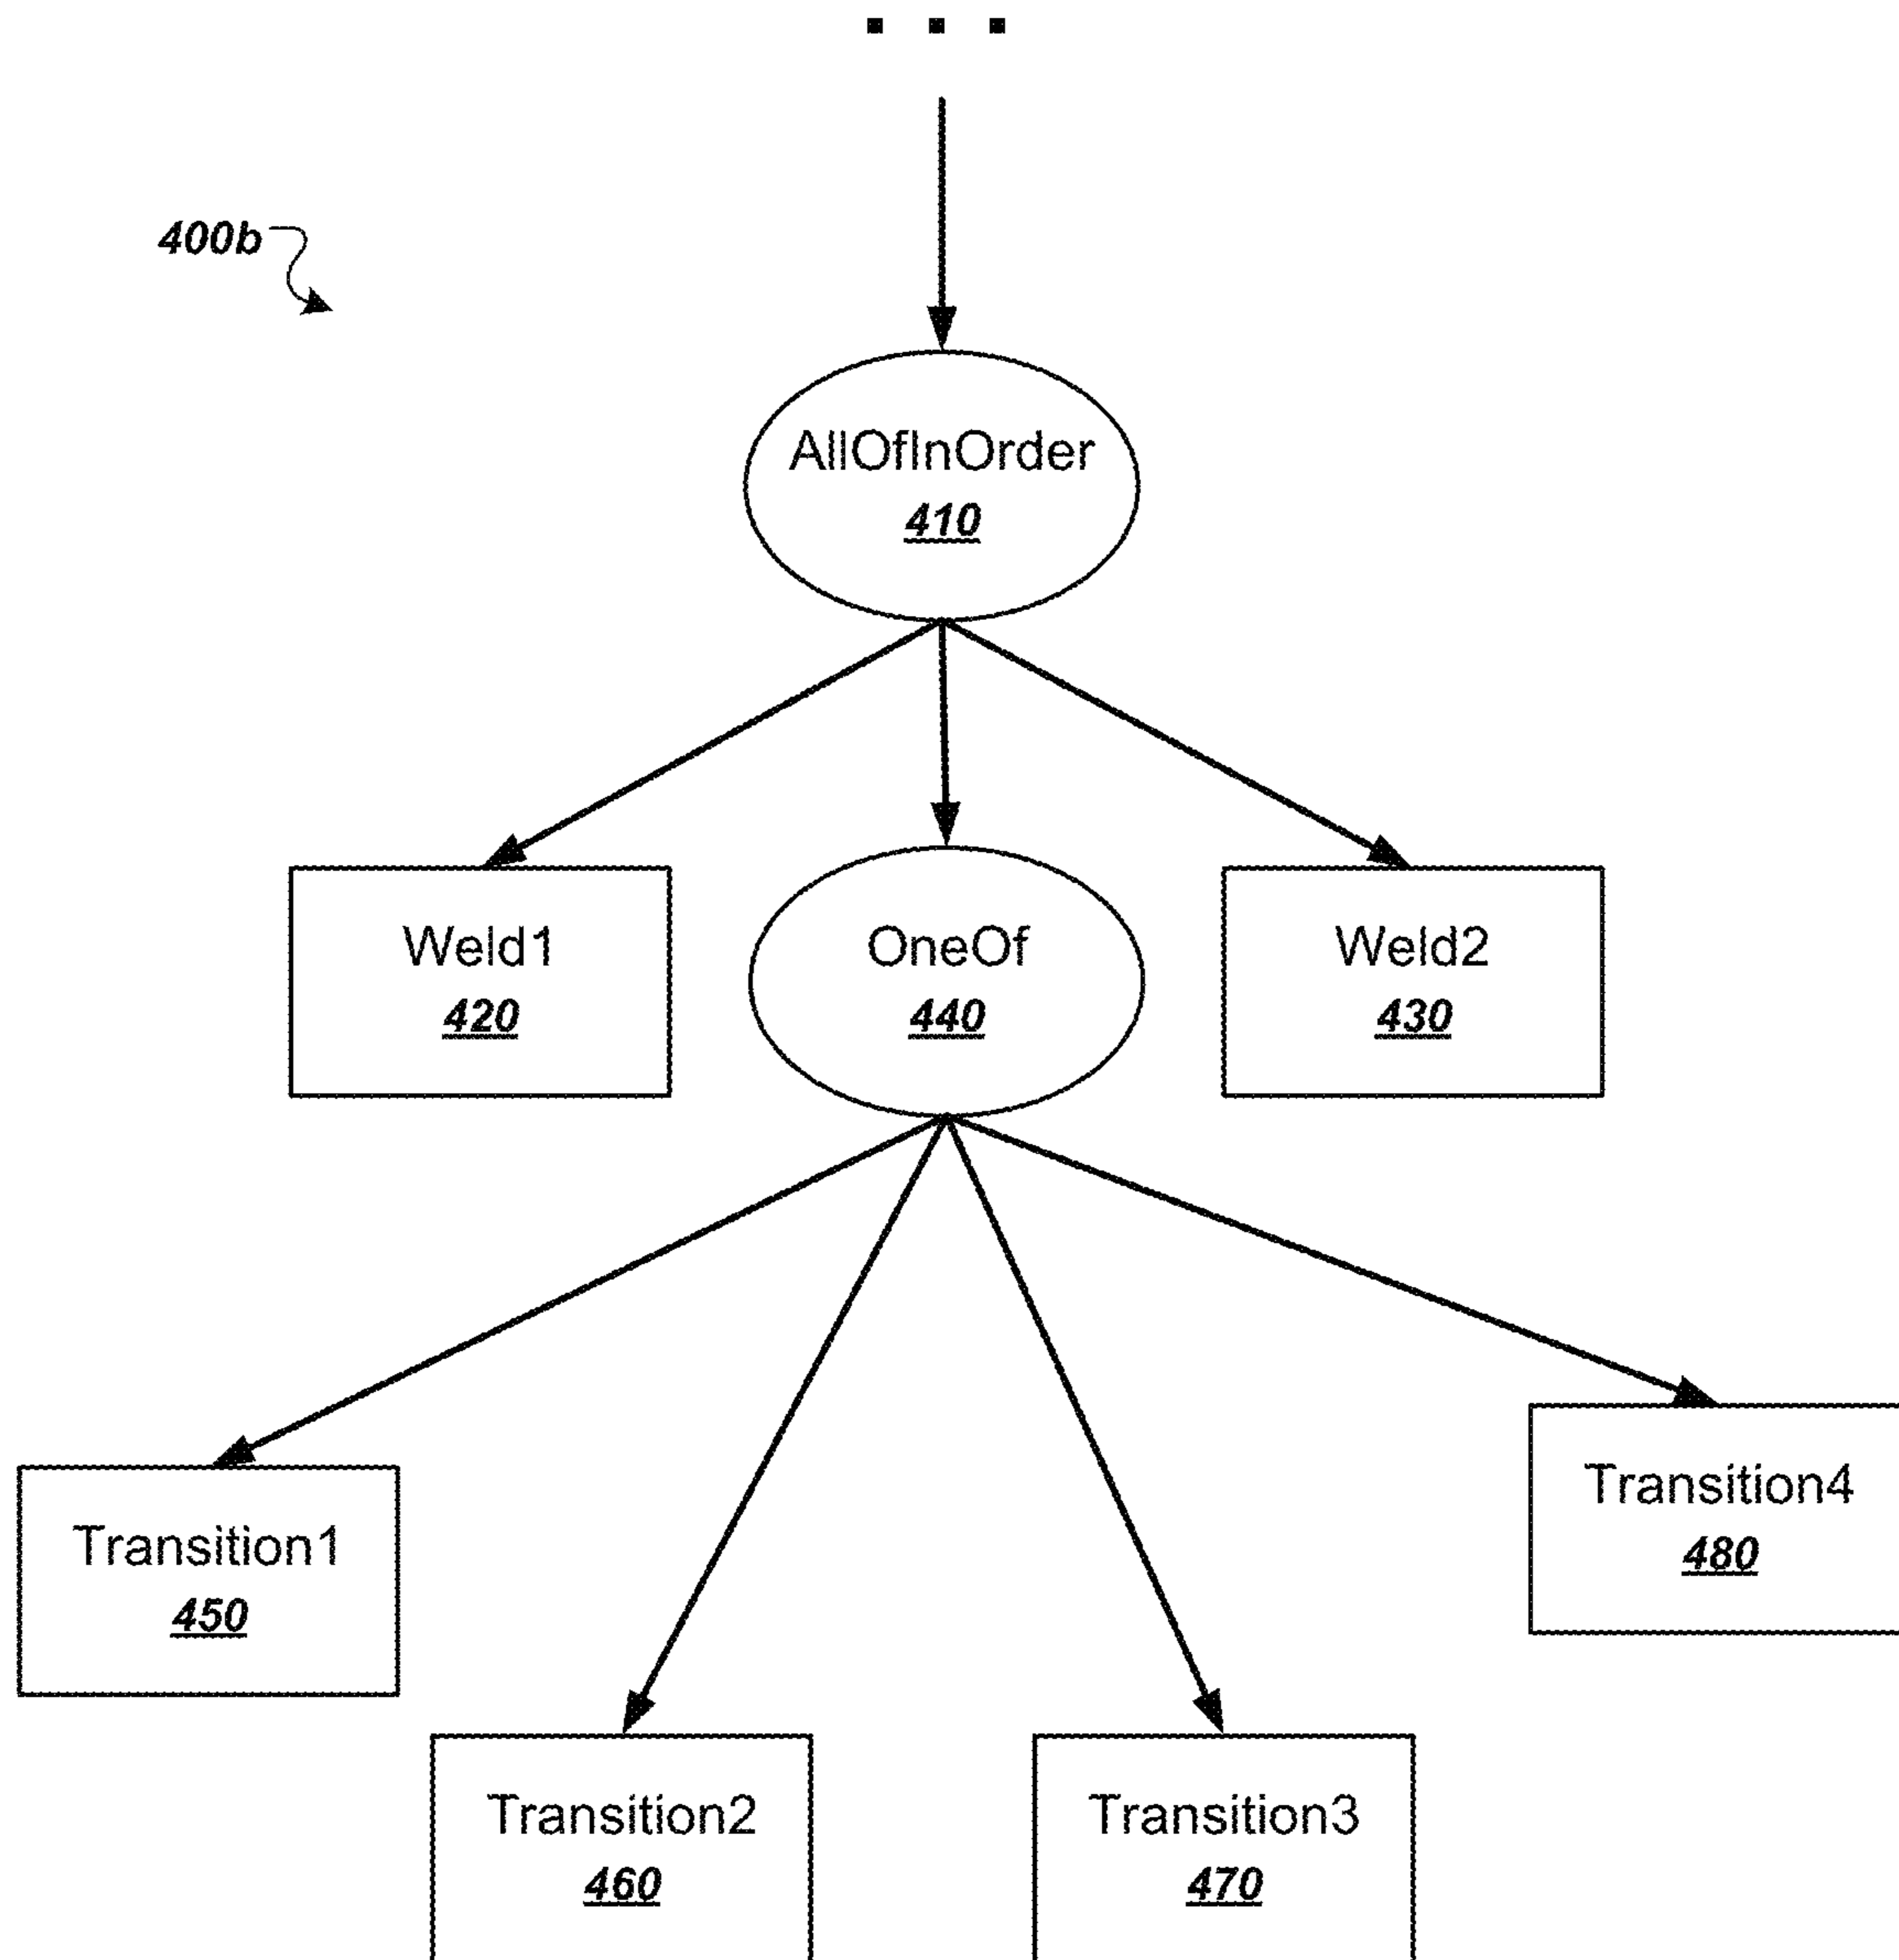 400b
AllOfInOrder
410
Weld1
420
OneOf
440
Weld2
430
Transition1
450
Transition2
460
Transition3
470
Transition4
480